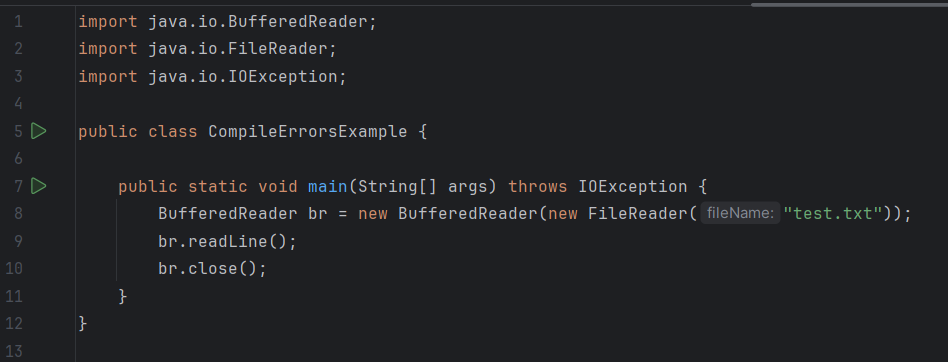 1 import java.io.BufferedReader;
2 import java.io.FileReader;
3 import java.io.IOException;
4
5 public class CompileErrorsExample {
6
7 public static void main(String[] args) throws IOException {
8 BufferedReader br = new BufferedReader(new FileReader( fileName: "test.txt"));
9 br.readLine();
10 br.close();
11 }
12 }
13